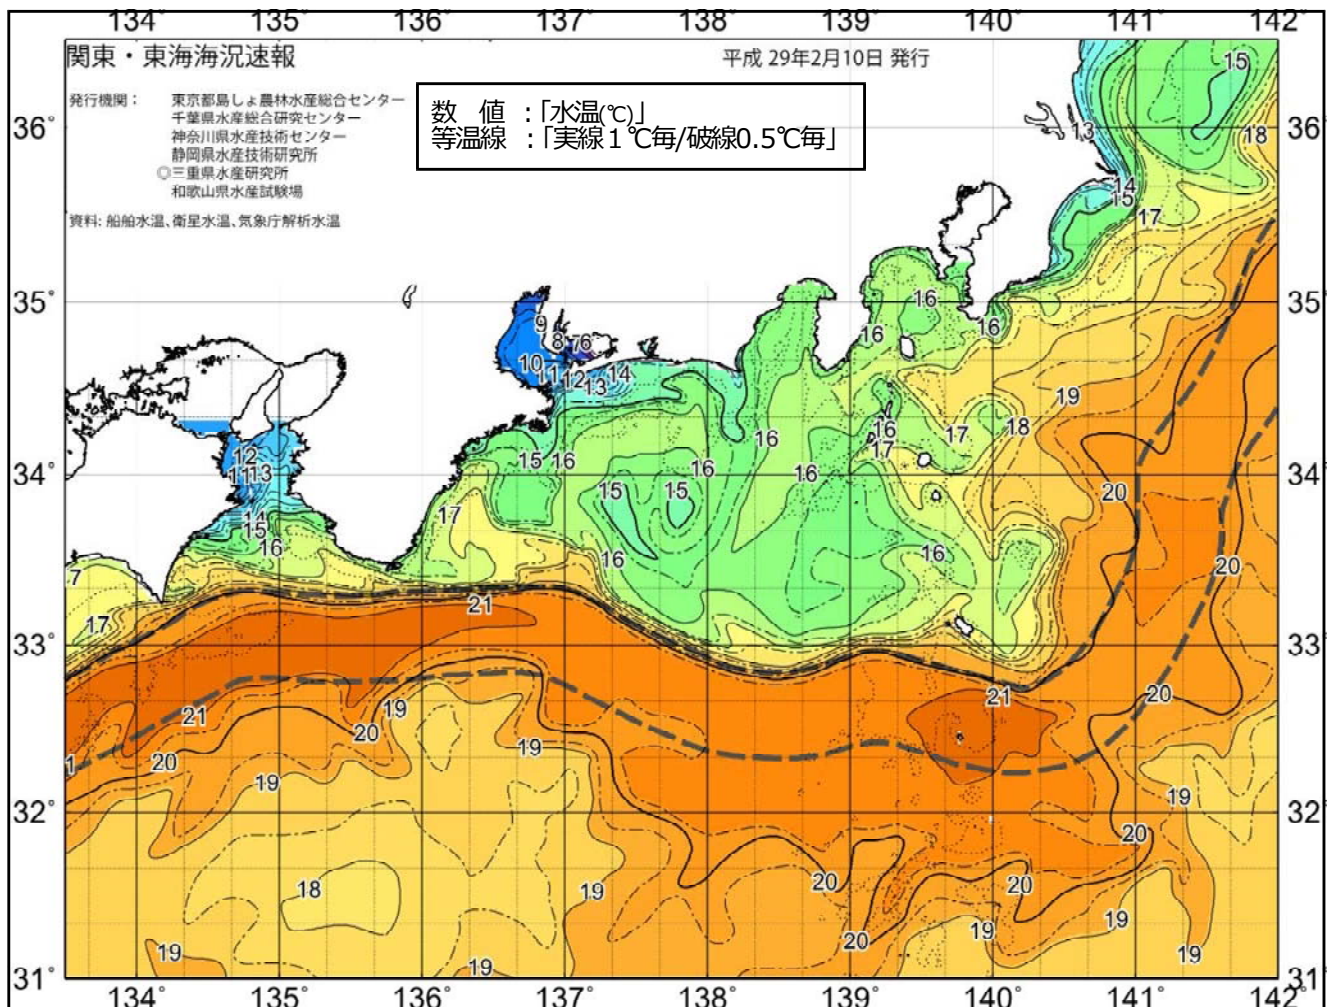 134° 135° 136° 137° 138° 139° 140° 141° 142°
関東・東海海況速報
平成 29年2月10日 発行
発行機関： 東京都島しょ農林水産総合センター
千葉県水産総合研究センター
神奈川県水産技術センター
静岡県水産技術研究所
◎三重県水産研究所
和歌山県水産試験場
資料: 船舶水温、衛星水温、気象庁解析水温
数　値　：「水温(℃)」
等温線　：「実線１℃毎/破線0.5℃毎」
15
36° 13 18 36°
14
15
17
35° 16 35°
9 16 16
8 7 6
10 11 12 13 14
19
18
16 17
12 15 16 16 16 17
34° 11 13 15 15 16 20 34°
14 17
15
16 16 16
7 20
21
17
33° 33°
21 20
21 19
20 19
1 20
19 19
32° 32°
20
18 19 20 20
19
20 19
19 19 19
31° 31°
134° 135° 136° 137° 138° 139° 140° 141° 142°